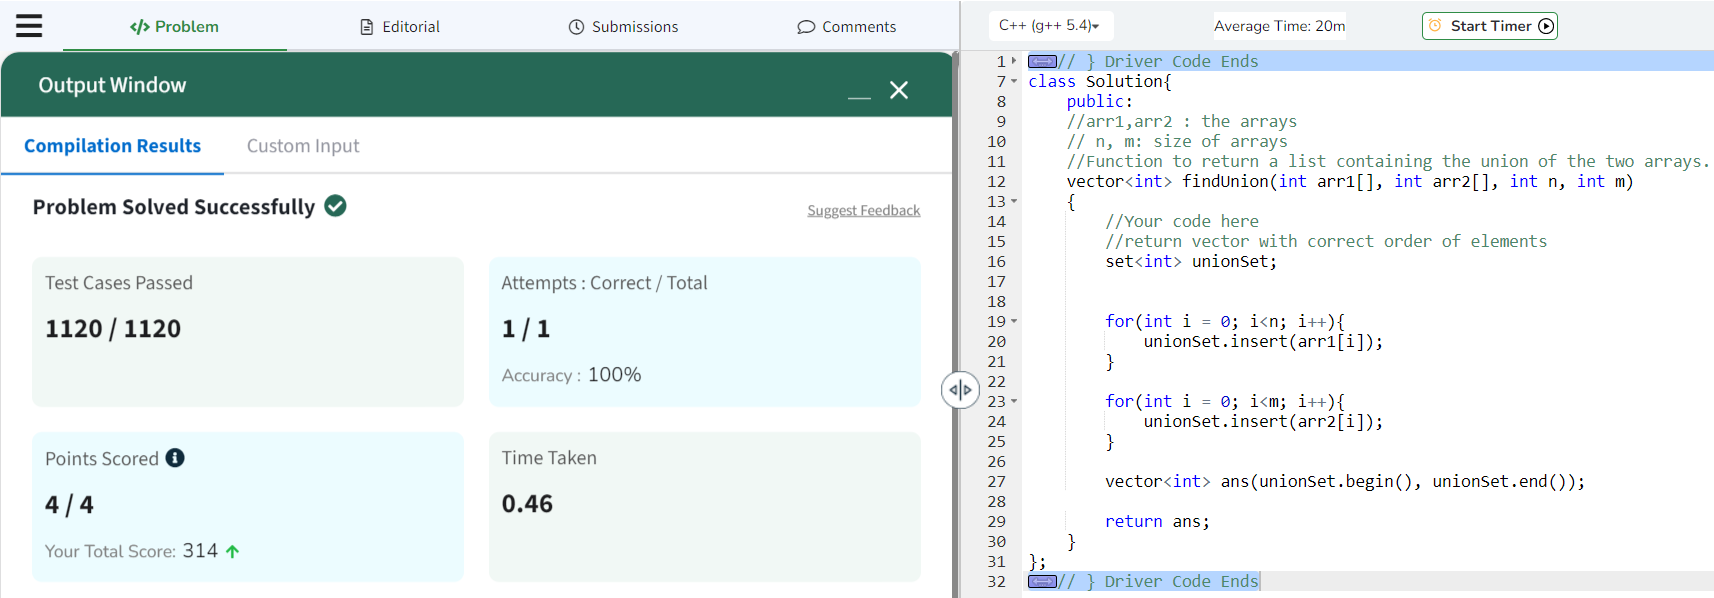 </> Problem
Editorial
Submissions
Comments
Output Window
Compilation Results
Custom Input
Problem Solved Successfully
Suggest Feedback
Test Cases Passed
1120 / 1120
Attempts : Correct / Total
1 / 1
Accuracy : 100%
Points Scored
4 / 4
Your Total Score: 314
Time Taken
0.46
C++ (g++ 5.4)
Average Time: 20m
Start Timer
1 // } Driver Code Ends
7 class Solution{
8     public:
9     //arr1,arr2 : the arrays
10     // n, m: size of arrays
11     //Function to return a list containing the union of the two arrays.
12     vector<int> findUnion(int arr1[], int arr2[], int n, int m)
13     {
14         //Your code here
15         //return vector with correct order of elements
16         set<int> unionSet;
17
18
19         for(int i = 0; i<n; i++){
20             unionSet.insert(arr1[i]);
21         }
22
23         for(int i = 0; i<m; i++){
24             unionSet.insert(arr2[i]);
25         }
26
27         vector<int> ans(unionSet.begin(), unionSet.end());
28
29         return ans;
30     }
31 };
32 // } Driver Code Ends